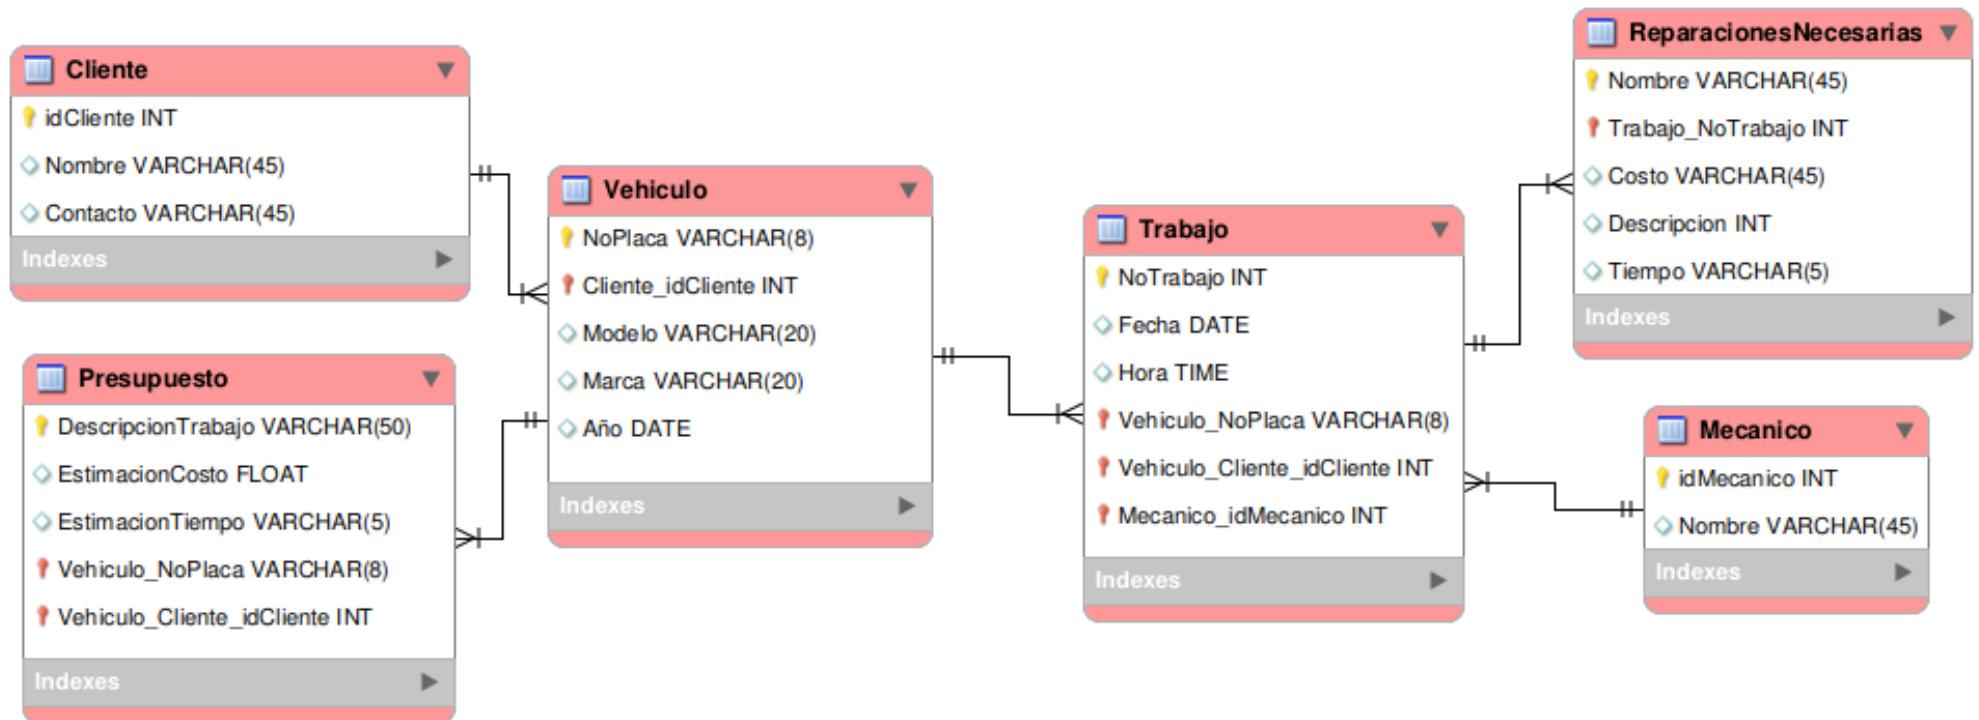 Cliente
idCliente INT
Nombre VARCHAR(45)
Contacto VARCHAR(45)
Indexes
Presupuesto
DescripcionTrabajo VARCHAR(50)
EstimacionCosto FLOAT
EstimacionTiempo VARCHAR(5)
Vehiculo_NoPlaca VARCHAR(8)
Vehiculo_Cliente_idCliente INT
Indexes
Vehiculo
NoPlaca VARCHAR(8)
Cliente_idCliente INT
Modelo VARCHAR(20)
Marca VARCHAR(20)
Año DATE
Indexes
Trabajo
NoTrabajo INT
Fecha DATE
Hora TIME
Vehiculo_NoPlaca VARCHAR(8)
Vehiculo_Cliente_idCliente INT
Mecanico_idMecanico INT
Indexes
ReparacionesNecesarias
Nombre VARCHAR(45)
Trabajo_NoTrabajo INT
Costo VARCHAR(45)
Descripcion INT
Tiempo VARCHAR(5)
Indexes
Mecanico
idMecanico INT
Nombre VARCHAR(45)
Indexes